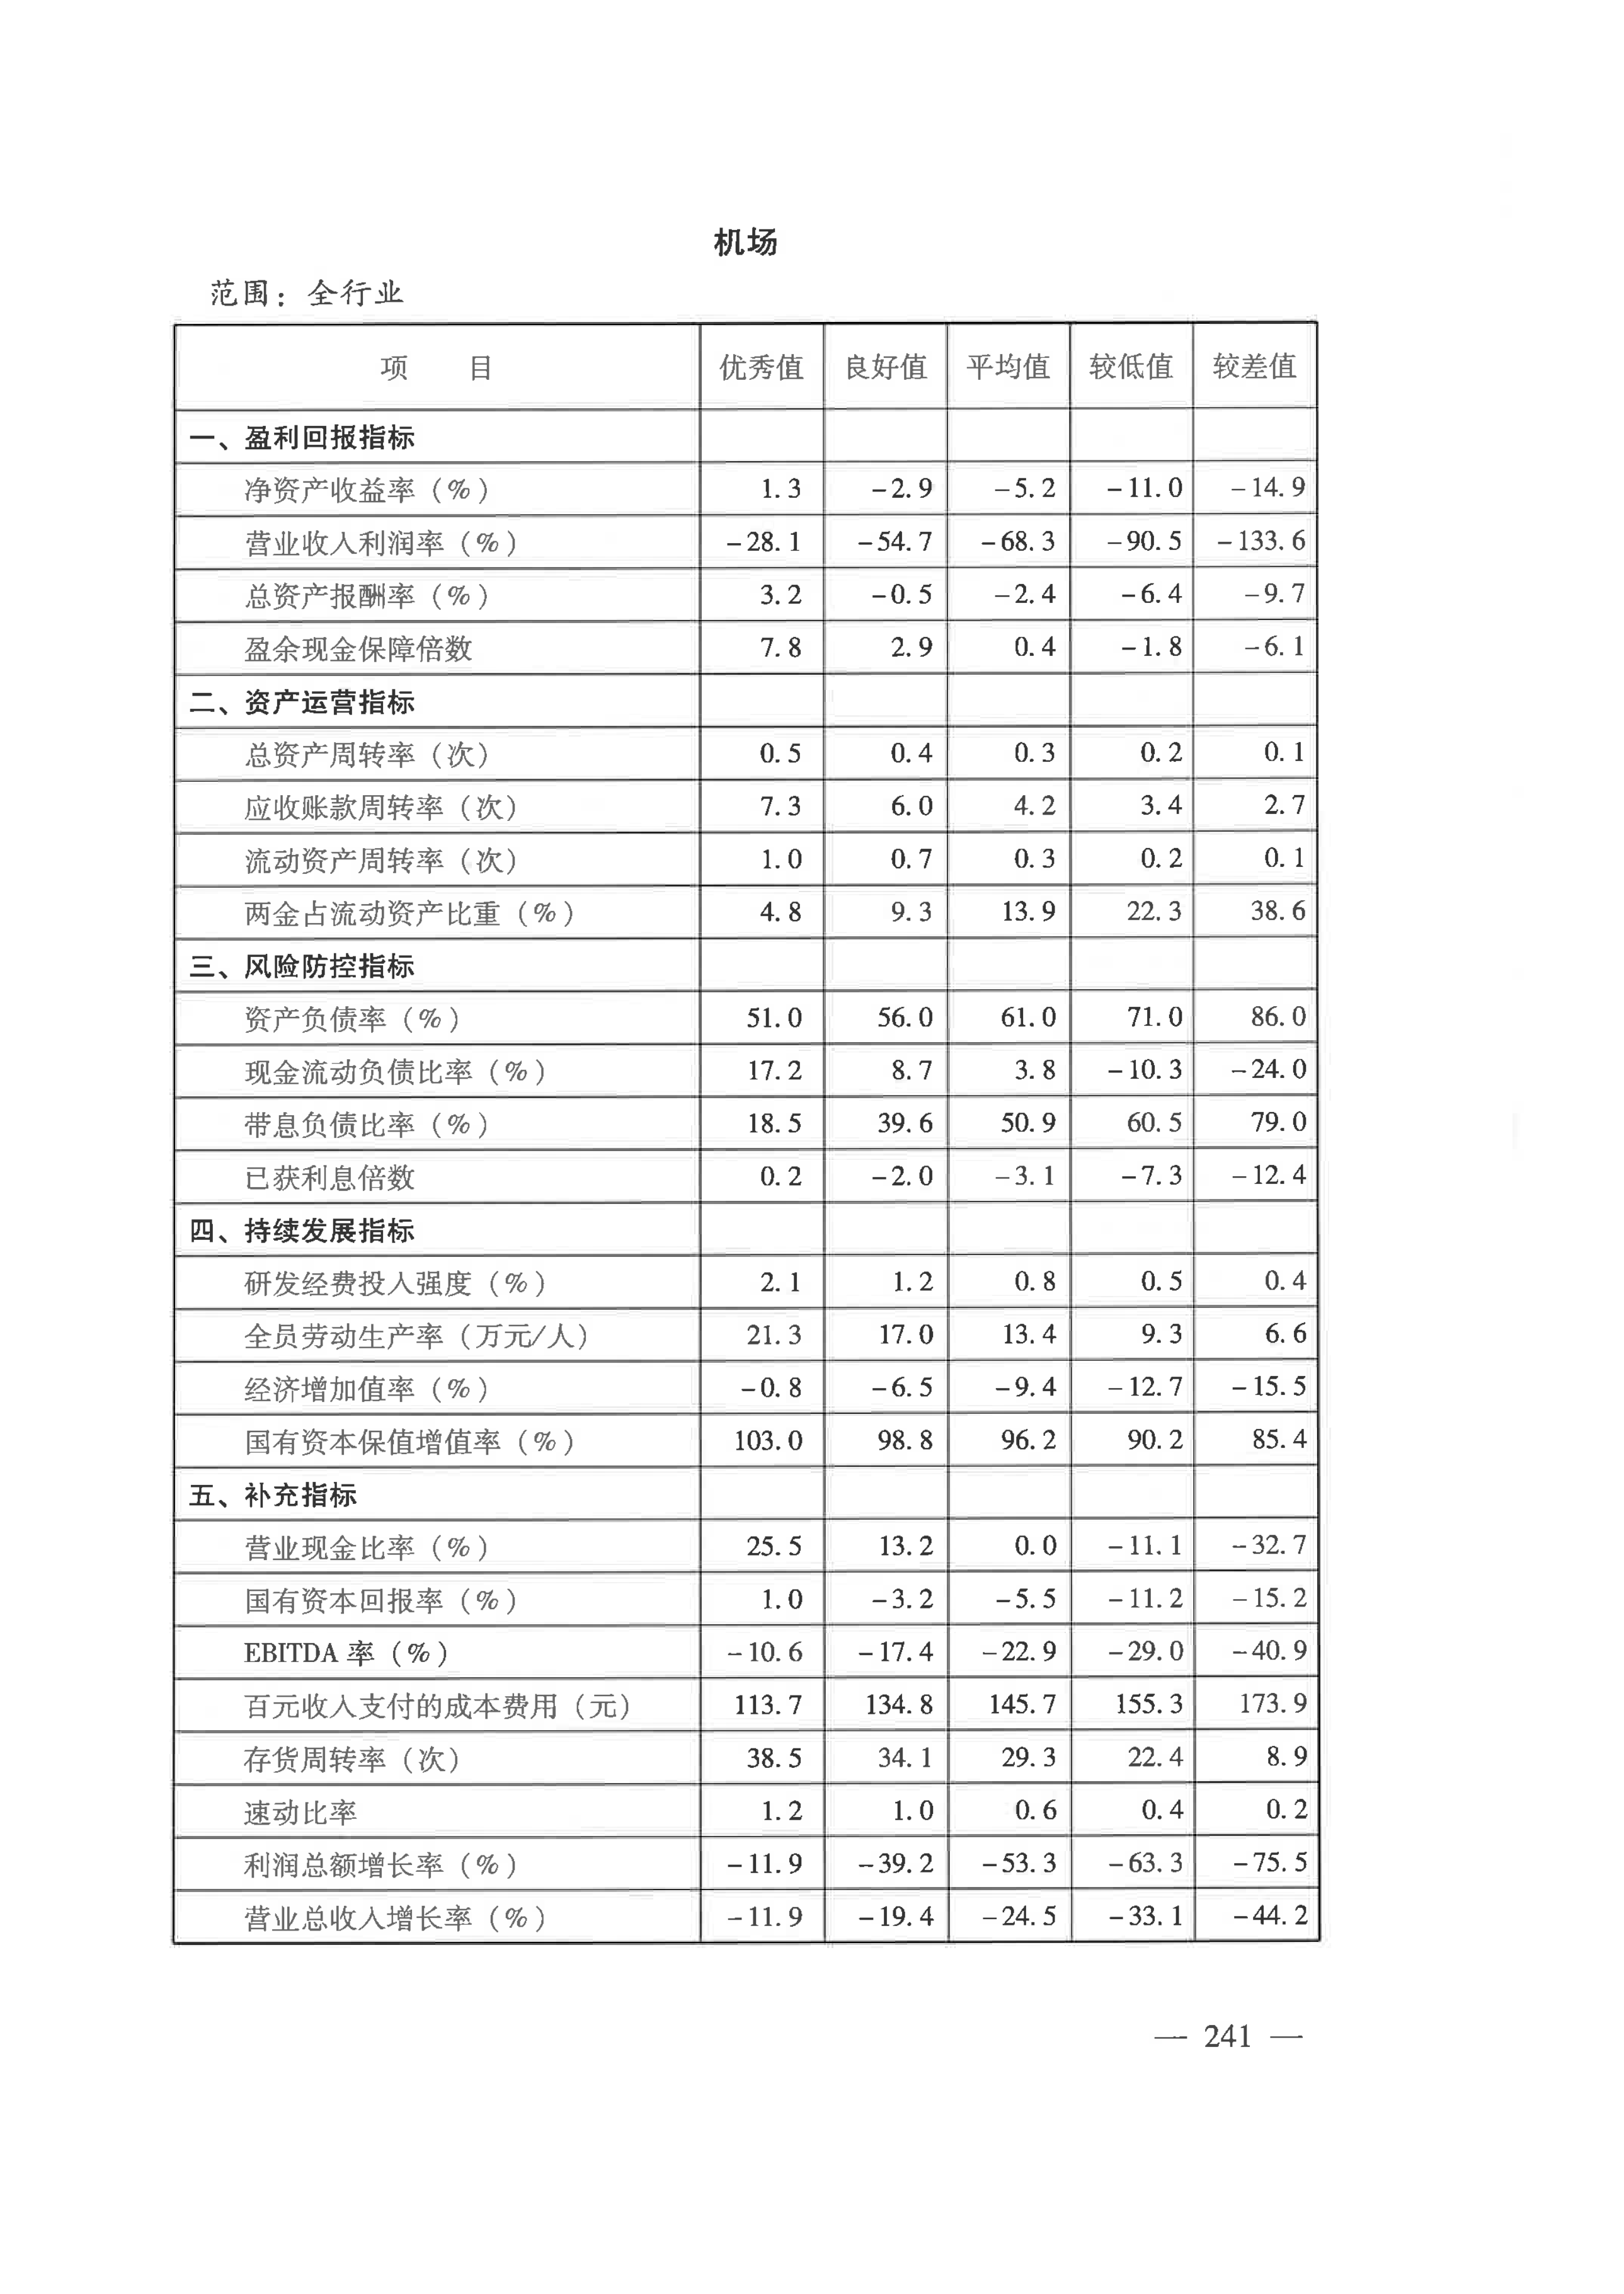 机场
范围：全行业
项 目 优秀值 良好值 平均值 较低值 较差值
一、盈利回报指标
净资产收益率（%） 1.3 -2.9 -5.2 -11.0 -14.9
营业收入利润率（%） -28.1 -54.7 -68.3 -90.5 -133.6
总资产报酬率（%） 3.2 -0.5 -2.4 -6.4 -9.7
盈余现金保障倍数 7.8 2.9 0.4 -1.8 -6.1
二、资产运营指标
总资产周转率（次） 0.5 0.4 0.3 0.2 0.1
应收账款周转率（次） 7.3 6.0 4.2 3.4 2.7
流动资产周转率（次） 1.0 0.7 0.3 0.2 0.1
两金占流动资产比重（%） 4.8 9.3 13.9 22.3 38.6
三、风险防控指标
资产负债率（%） 51.0 56.0 61.0 71.0 86.0
现金流动负债比率（%） 17.2 8.7 3.8 -10.3 -24.0
带息负债比率（%） 18.5 39.6 50.9 60.5 79.0
已获利息倍数 0.2 -2.0 -3.1 -7.3 -12.4
四、持续发展指标
研发经费投入强度（%） 2.1 1.2 0.8 0.5 0.4
全员劳动生产率（万元/人） 21.3 17.0 13.4 9.3 6.6
经济增加值率（%） -0.8 -6.5 -9.4 -12.7 -15.5
国有资本保值增值率（%） 103.0 98.8 96.2 90.2 85.4
五、补充指标
营业现金比率（%） 25.5 13.2 0.0 -11.1 -32.7
国有资本回报率（%） 1.0 -3.2 -5.5 -11.2 -15.2
EBITDA 率（%） -10.6 -17.4 -22.9 -29.0 -40.9
百元收入支付的成本费用（元） 113.7 134.8 145.7 155.3 173.9
存货周转率（次） 38.5 34.1 29.3 22.4 8.9
速动比率 1.2 1.0 0.6 0.4 0.2
利润总额增长率（%） -11.9 -39.2 -53.3 -63.3 -75.5
营业总收入增长率（%） -11.9 -19.4 -24.5 -33.1 -44.2
— 241 —